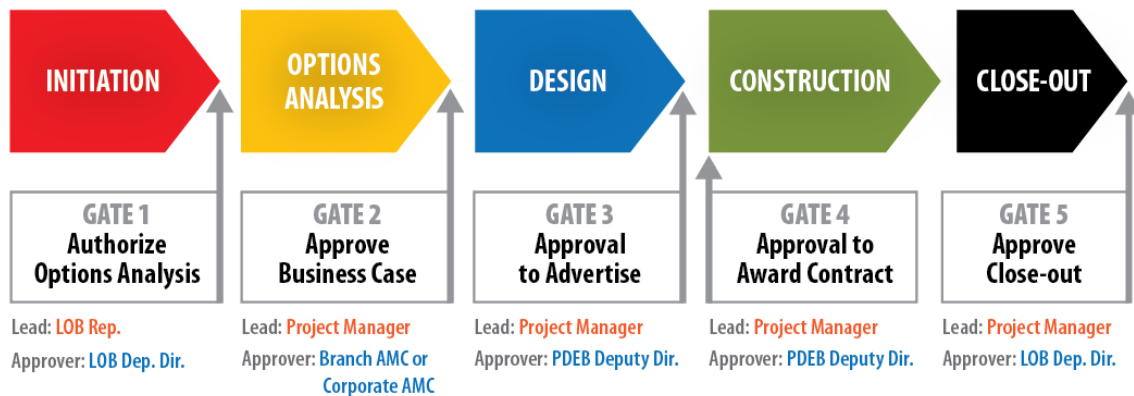 INITIATION
OPTIONS
ANALYSIS
DESIGN
CONSTRUCTION
CLOSE-OUT
GATE 1
Authorize
Options Analysis
Lead: LOB Rep.
Approver: LOB Dep. Dir.
GATE 2
Approve
Business Case
Lead: Project Manager
Approver: Branch AMC or
Corporate AMC
GATE 3
Approval
to Advertise
Lead: Project Manager
Approver: PDEB Deputy Dir.
GATE 4
Approval to
Award Contract
Lead: Project Manager
Approver: PDEB Deputy Dir.
GATE 5
Approve
Close-out
Lead: Project Manager
Approver: LOB Dep. Dir.